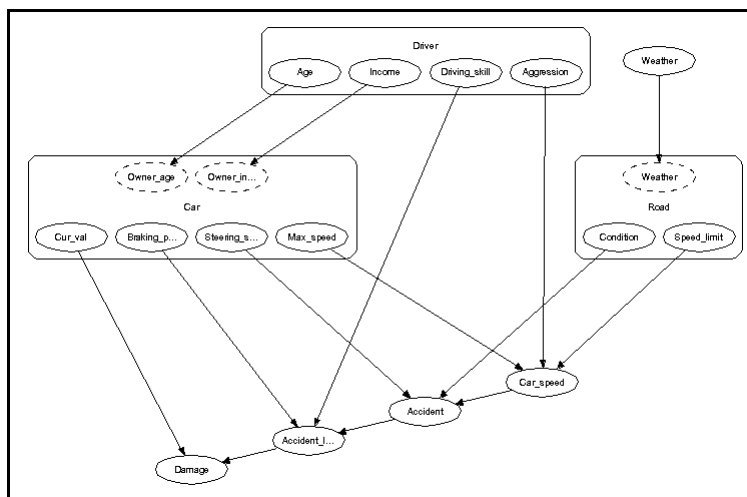 Driver
Age Income Driving_skill Aggression
Weather
Owner_age Owner_in...
Car
Weather
Road
Cur_val Braking_p... Steering_s... Max_speed
Condition Speed_limit
Car_speed
Accident
Accident_l...
Damage